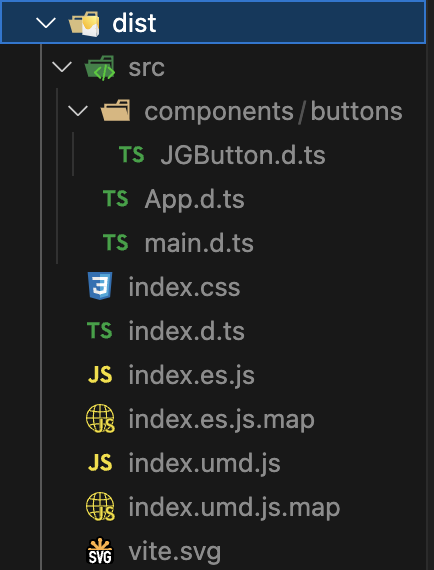 dist
src
components/buttons
TS JGButton.d.ts
TS App.d.ts
TS main.d.ts
3 index.css
TS index.d.ts
JS index.es.js
JS index.es.js.map
JS index.umd.js
JS index.umd.js.map
SVG vite.svg